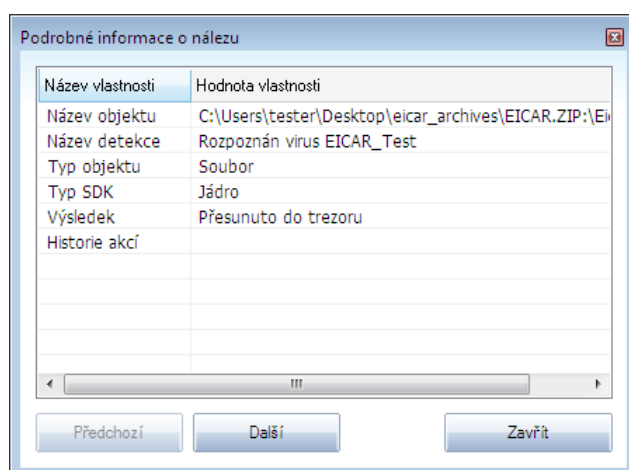 Podrobné informace o nálezu
Název vlastnosti Hodnota vlastnosti
Název objektu C:\Users\tester\Desktop\eicar_archives\EICAR.ZIP:\Ei
Název detekce Rozpoznán virus EICAR_Test
Typ objektu Soubor
Typ SDK Jádro
Výsledek Přesunuto do trezoru
Historie akcí
Předchozí Další Zavřít